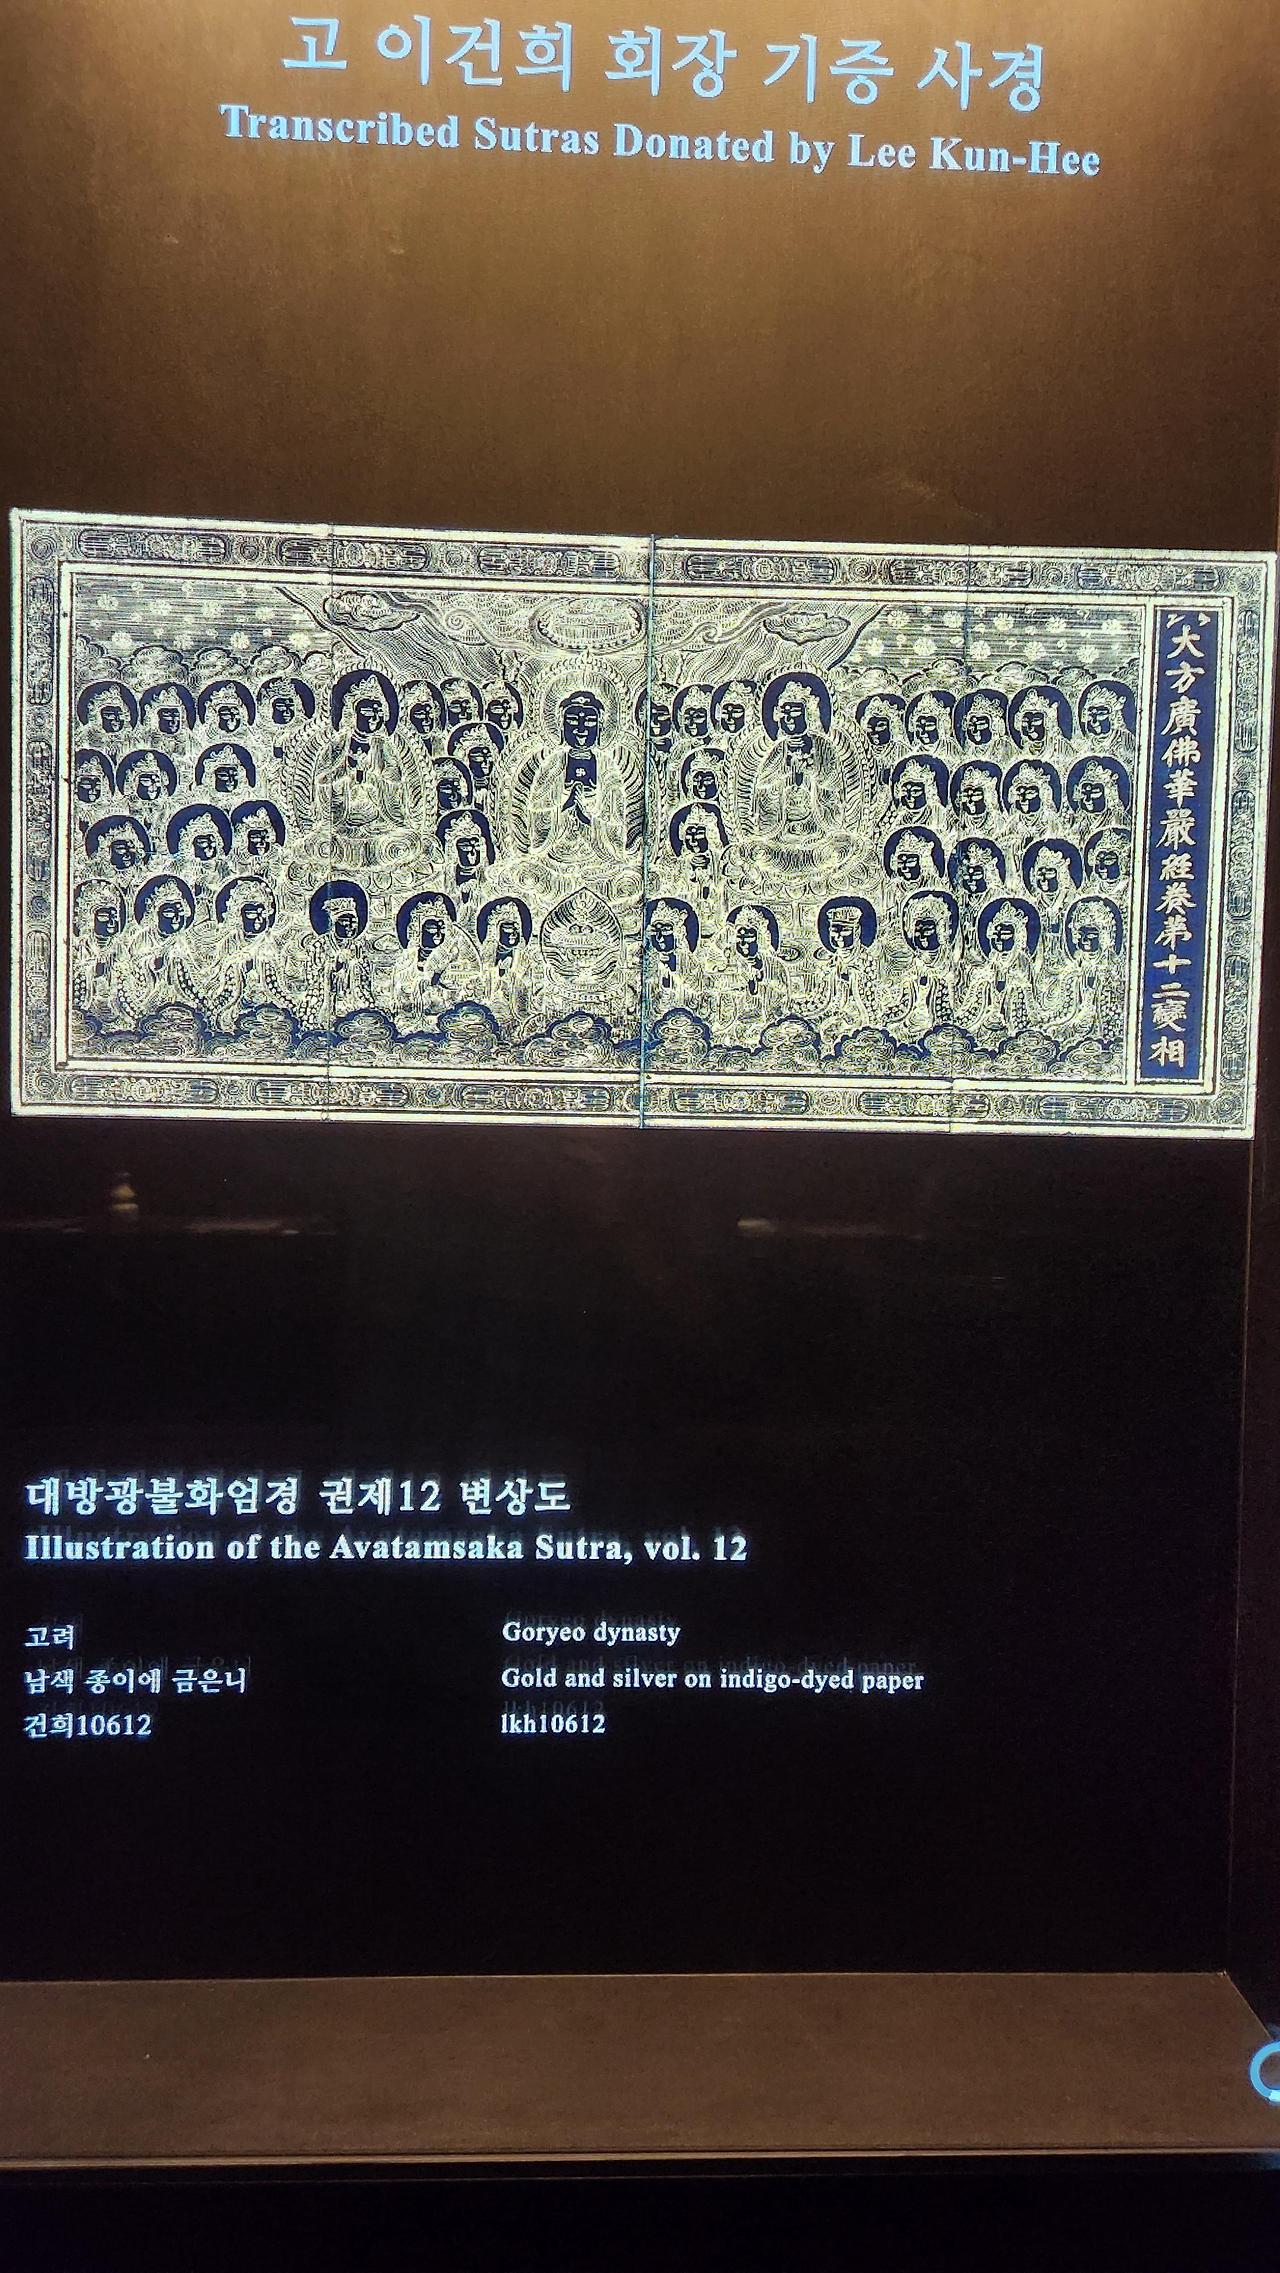 고 이건희 회장 기증 사경
Transcribed Sutras Donated by Lee Kun-Hee
大方廣佛華嚴經卷第十二變相
대방광불화엄경 권제12 변상도
Illustration of the Avatamsaka Sutra, vol. 12
고려
남색 종이에 금은니
건희10612
Goryeo dynasty
Gold and silver on indigo-dyed paper
lkh10612